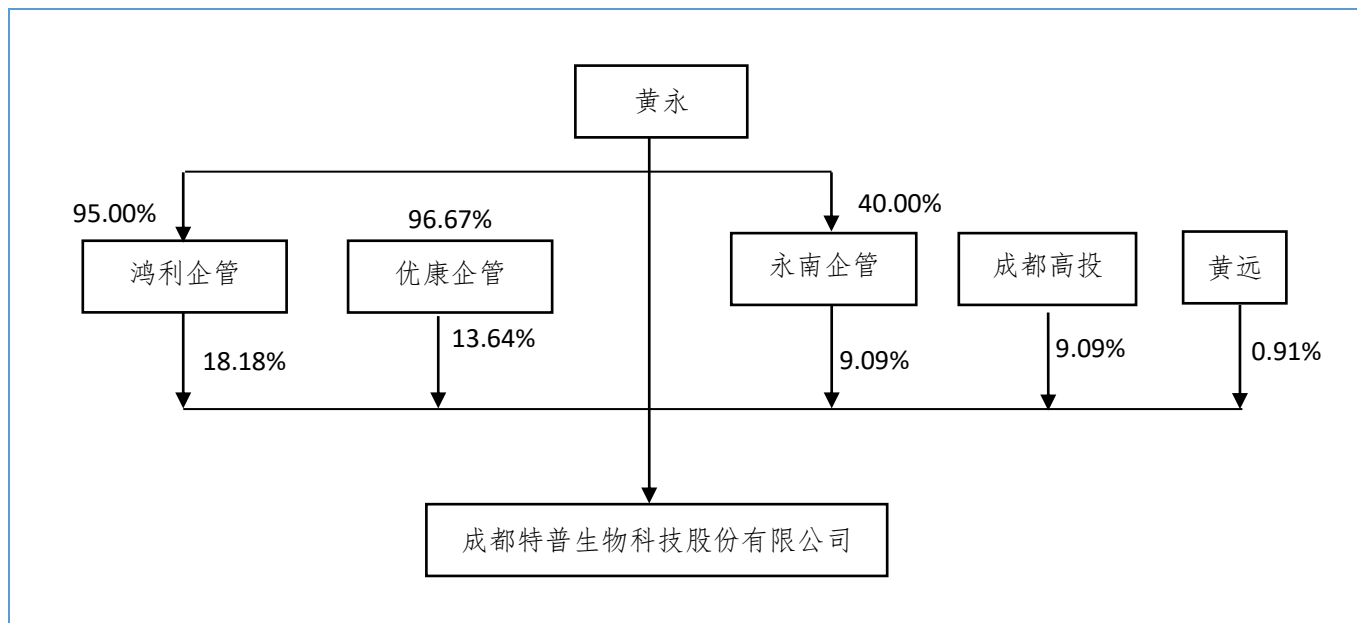 黄永
95.00%
96.67%
40.00%
鸿利企管
优康企管
永南企管
成都高投
黄远
18.18%
13.64%
9.09%
9.09%
0.91%
成都特普生物科技股份有限公司